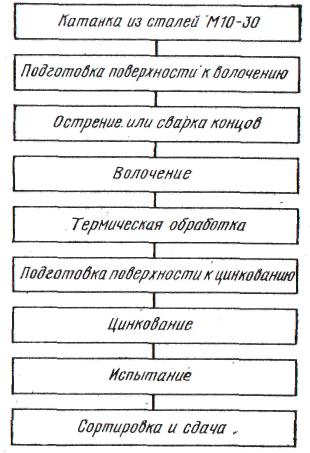 Катанка из сталей М10-30
Подготовка поверхности к волочению
Острение или сварка концов
Волочение
Термическая обработка
Подготовка поверхности к цинкованию
Цинкование
Испытание
Сортировка и сдача